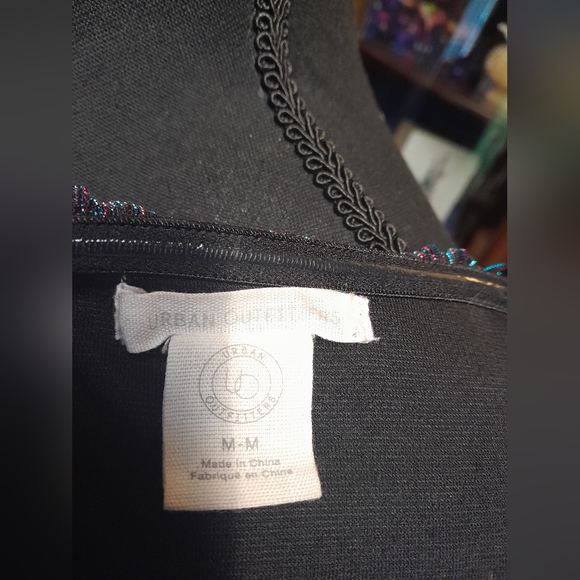 URBAN OUTFITTERS
URBAN
UO
OUTFITTERS
M-M
Made in China
Fabriqué en Chine